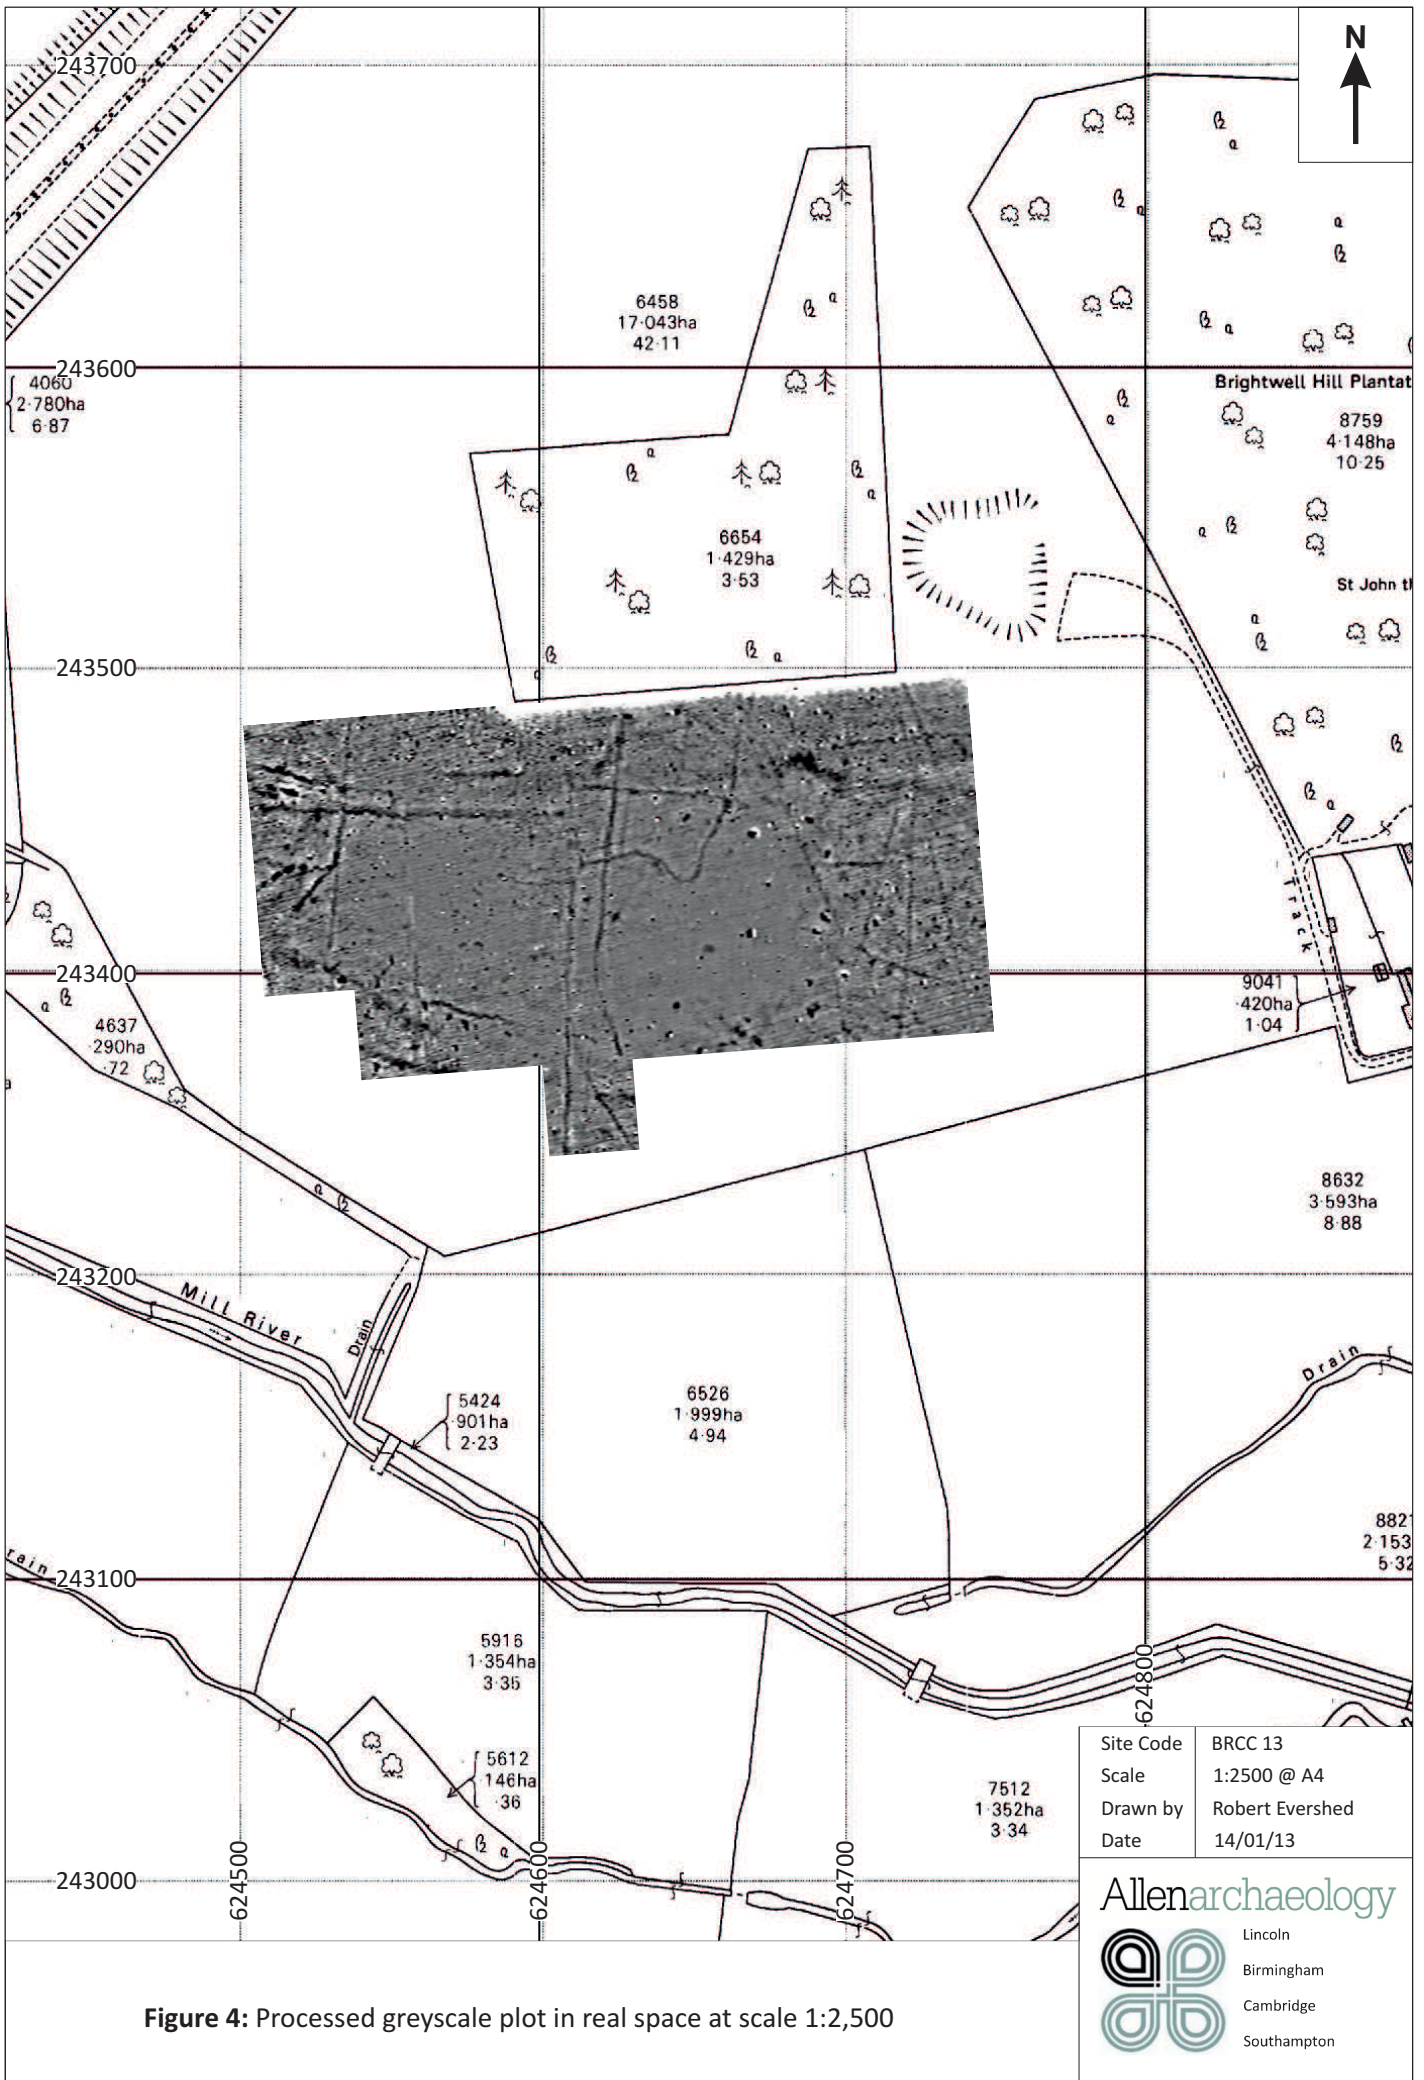 N
243700
6458
17·043ha
42·11
243600
4060
2·780ha
6·87
Brightwell Hill Plantat
8759
4·148ha
10·25
6654
1·429ha
3·53
St John th
243500
Track
243400
9041
·420ha
1·04
4637
·290ha
·72
8632
3·593ha
8·88
243200
Mill River
Drain
Drain
5424
·901ha
2·23
6526
1·999ha
4·94
8821
2·153
5·32
rain
243100
5916
1·354ha
3·35
624800
5612
·146ha
·36
7512
1·352ha
3·34
243000
624500
624600
624700
Site Code BRCC 13
Scale 1:2500 @ A4
Drawn by Robert Evershed
Date 14/01/13
Allenarchaeology
Lincoln
Birmingham
Cambridge
Southampton
Figure 4: Processed greyscale plot in real space at scale 1:2,500